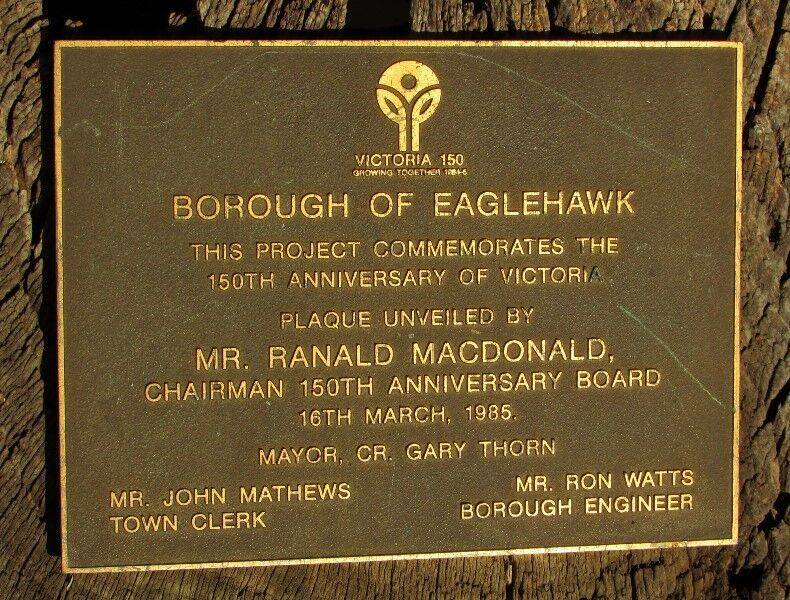 VICTORIA 150
GROWING TOGETHER 1984-5
BOROUGH OF EAGLEHAWK
THIS PROJECT COMMEMORATES THE
150TH ANNIVERSARY OF VICTORIA
PLAQUE UNVEILED BY
MR. RANALD MACDONALD,
CHAIRMAN 150TH ANNIVERSARY BOARD
16TH MARCH, 1985.
MAYOR, CR. GARY THORN
MR. JOHN MATHEWS
TOWN CLERK
MR. RON WATTS
BOROUGH ENGINEER